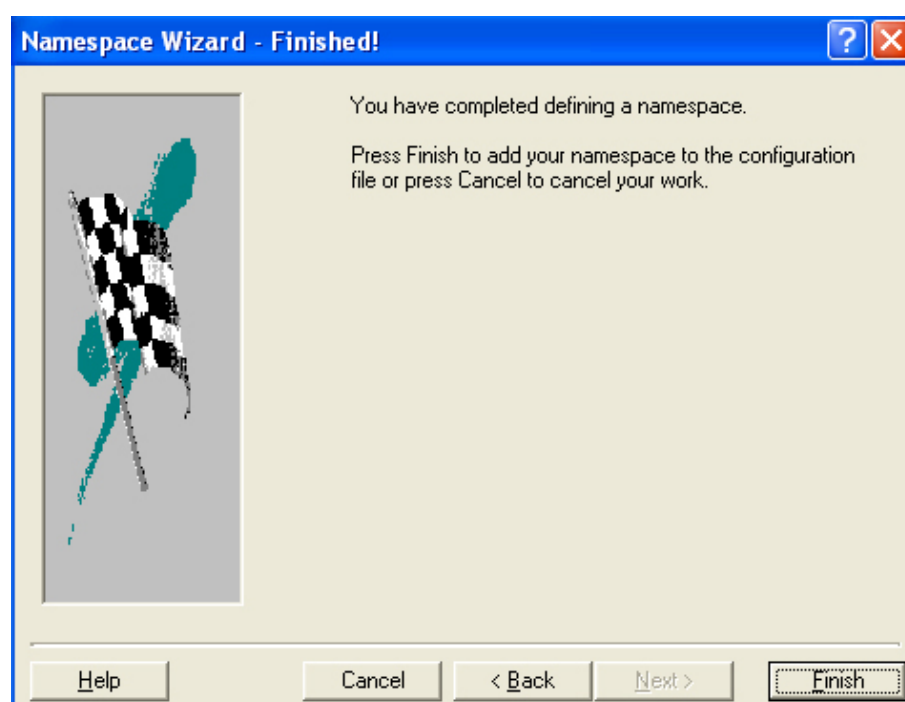 Namespace Wizard - Finished!
You have completed defining a namespace.
Press Finish to add your namespace to the configuration
file or press Cancel to cancel your work.
Help
Cancel
< Back
Next >
Finish